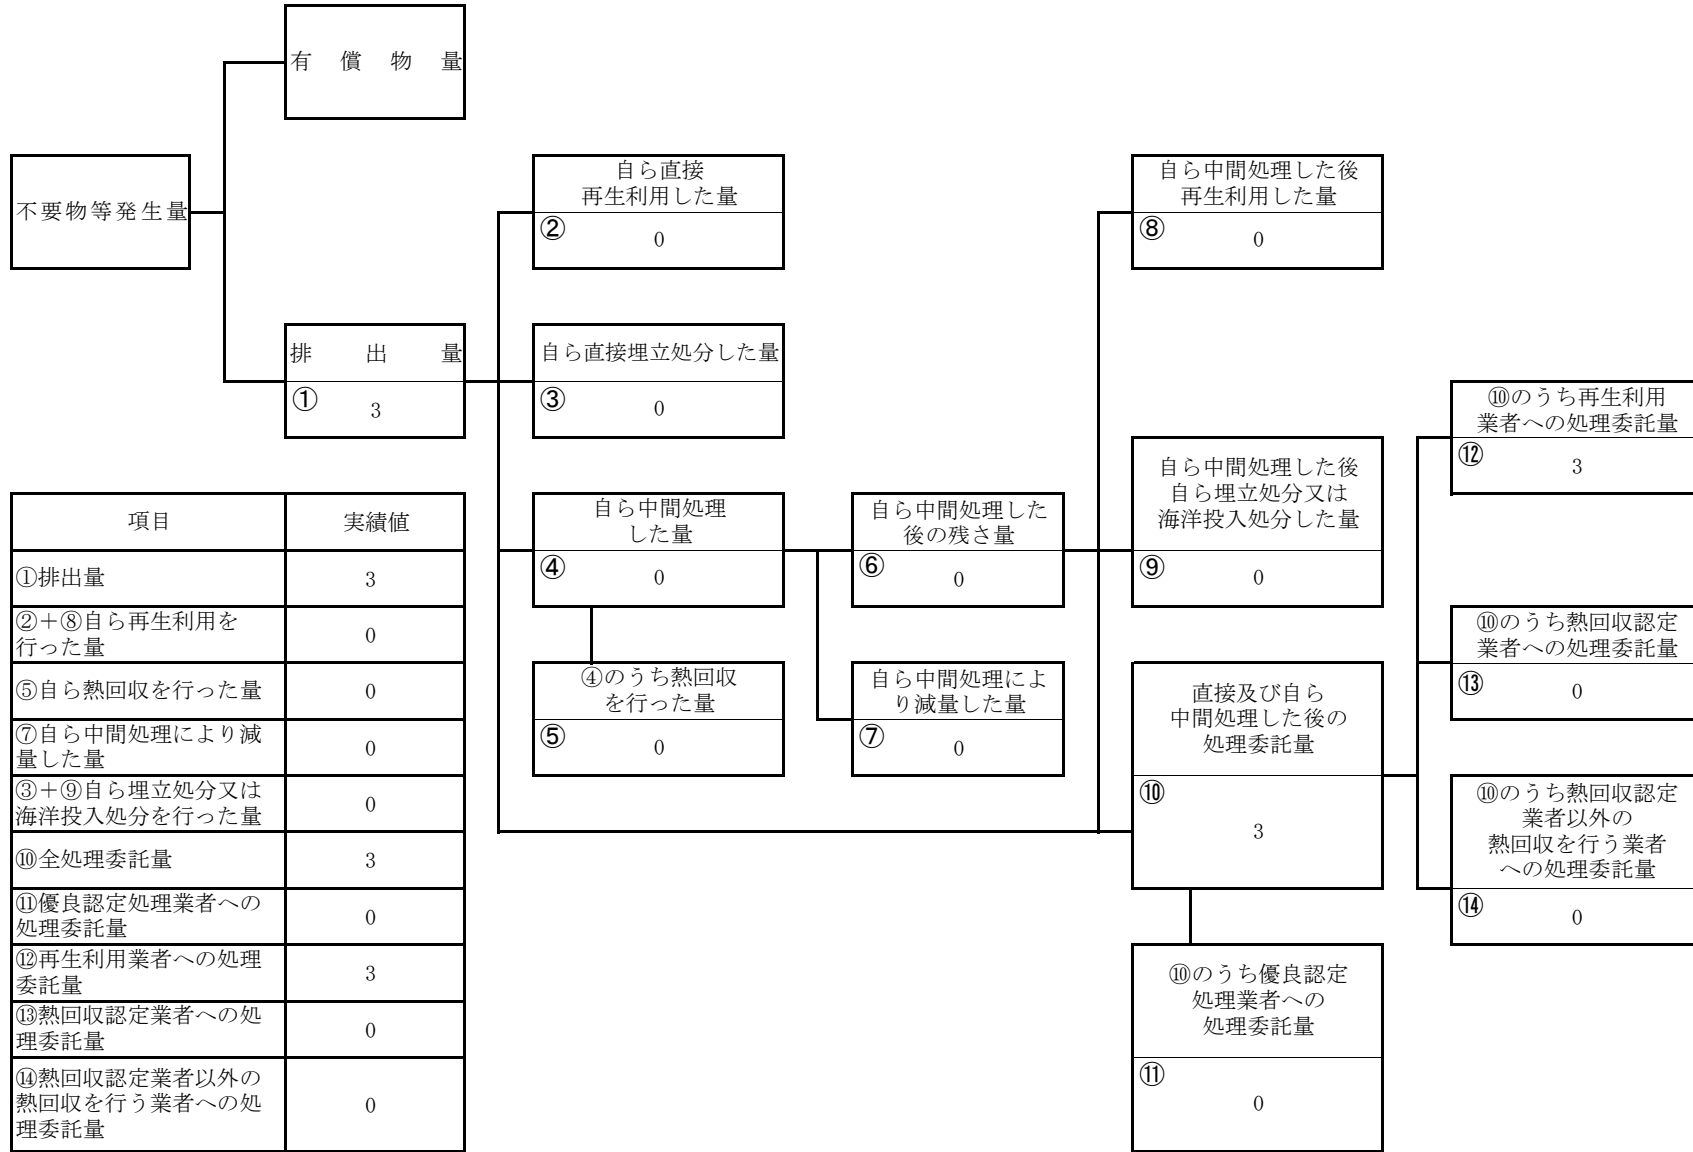 有償物量
不要物等発生量
自ら直接
再生利用した量
②
0
自ら中間処理した後
再生利用した量
⑧
0
排出量
①
3
自ら直接埋立処分した量
③
0
⑩のうち再生利用
業者への処理委託量
⑫
3
自ら中間処理した後
自ら埋立処分又は
海洋投入処分した量
⑨
0
自ら中間処理
した量
④
0
自ら中間処理した
後の残さ量
⑥
0
⑩のうち熱回収認定
業者への処理委託量
⑬
0
④のうち熱回収
を行った量
⑤
0
自ら中間処理によ
り減量した量
⑦
0
直接及び自ら
中間処理した後の
処理委託量
⑩
3
⑩のうち熱回収認定
業者以外の
熱回収を行う業者
への処理委託量
⑭
0
⑩のうち優良認定
処理業者への
処理委託量
⑪
0
項目 実績値
①排出量 3
②＋⑧自ら再生利用を
行った量
0
⑤自ら熱回収を行った量 0
⑦自ら中間処理により減
量した量
0
③＋⑨自ら埋立処分又は
海洋投入処分を行った量
0
⑩全処理委託量 3
⑪優良認定処理業者への
処理委託量
0
⑫再生利用業者への処理
委託量
3
⑬熱回収認定業者への処
理委託量
0
⑭熱回収認定業者以外の
熱回収を行う業者への処
理委託量
0